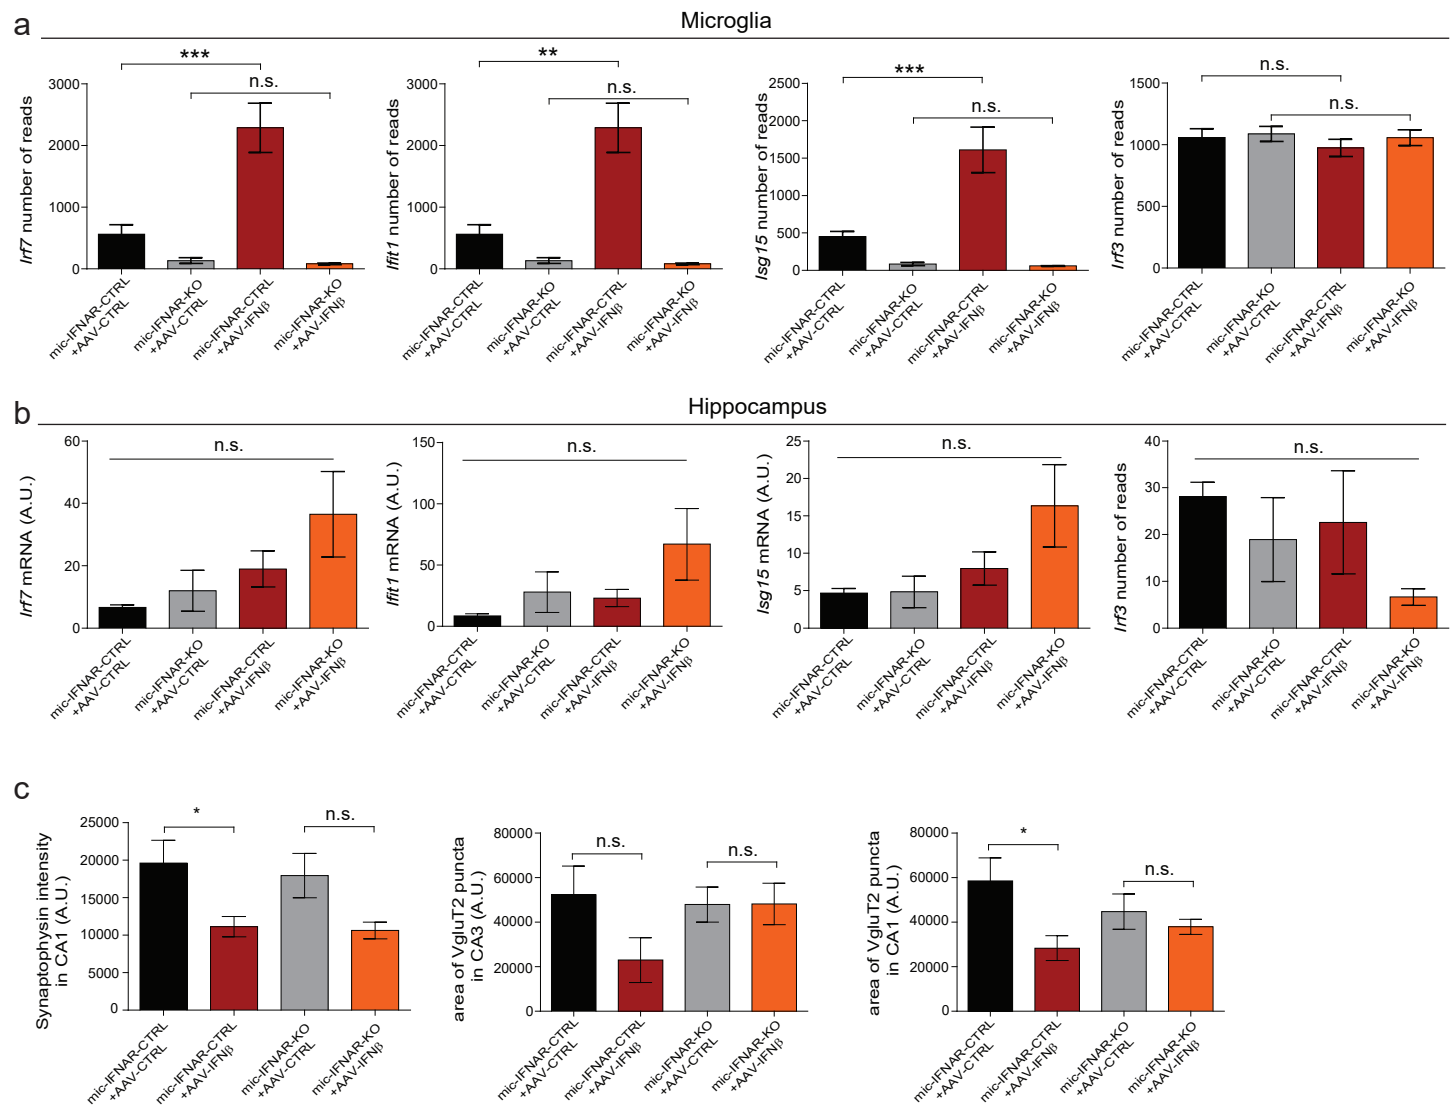 a
Microglia
Irf7 number of reads
3000
2000
1000
0
***
n.s.
mic-IFNAR-CTRL
+AAV-CTRL
mic-IFNAR-KO
+AAV-CTRL
mic-IFNAR-CTRL
+AAV-IFNβ
mic-IFNAR-KO
+AAV-IFNβ
Ifit1 number of reads
3000
2000
1000
0
**
n.s.
mic-IFNAR-CTRL
+AAV-CTRL
mic-IFNAR-KO
+AAV-CTRL
mic-IFNAR-CTRL
+AAV-IFNβ
mic-IFNAR-KO
+AAV-IFNβ
Isg15 number of reads
2500
2000
1500
1000
500
0
***
n.s.
mic-IFNAR-CTRL
+AAV-CTRL
mic-IFNAR-KO
+AAV-CTRL
mic-IFNAR-CTRL
+AAV-IFNβ
mic-IFNAR-KO
+AAV-IFNβ
Irf3 number of reads
1500
1000
500
0
n.s.
n.s.
mic-IFNAR-CTRL
+AAV-CTRL
mic-IFNAR-KO
+AAV-CTRL
mic-IFNAR-CTRL
+AAV-IFNβ
mic-IFNAR-KO
+AAV-IFNβ
b
Hippocampus
Irf7 mRNA (A.U.)
60
40
20
0
n.s.
mic-IFNAR-CTRL
+AAV-CTRL
mic-IFNAR-KO
+AAV-CTRL
mic-IFNAR-CTRL
+AAV-IFNβ
mic-IFNAR-KO
+AAV-IFNβ
Ifit1 mRNA (A.U.)
150
100
50
0
n.s.
mic-IFNAR-CTRL
+AAV-CTRL
mic-IFNAR-KO
+AAV-CTRL
mic-IFNAR-CTRL
+AAV-IFNβ
mic-IFNAR-KO
+AAV-IFNβ
Isg15 mRNA (A.U.)
25
20
15
10
5
0
n.s.
mic-IFNAR-CTRL
+AAV-CTRL
mic-IFNAR-KO
+AAV-CTRL
mic-IFNAR-CTRL
+AAV-IFNβ
mic-IFNAR-KO
+AAV-IFNβ
Irf3 number of reads
40
30
20
10
0
n.s.
mic-IFNAR-CTRL
+AAV-CTRL
mic-IFNAR-KO
+AAV-CTRL
mic-IFNAR-CTRL
+AAV-IFNβ
mic-IFNAR-KO
+AAV-IFNβ
c
Synaptophysin intensity
in CA1 (A.U.)
25000
20000
15000
10000
5000
0
*
n.s.
mic-IFNAR-CTRL
+AAV-CTRL
mic-IFNAR-CTRL
+AAV-IFNβ
mic-IFNAR-KO
+AAV-CTRL
mic-IFNAR-KO
+AAV-IFNβ
area of VgluT2 puncta
in CA3 (A.U.)
80000
60000
40000
20000
0
n.s.
n.s.
mic-IFNAR-CTRL
+AAV-CTRL
mic-IFNAR-CTRL
+AAV-IFNβ
mic-IFNAR-KO
+AAV-CTRL
mic-IFNAR-KO
+AAV-IFNβ
area of VgluT2 puncta
in CA1 (A.U.)
80000
60000
40000
20000
0
*
n.s.
mic-IFNAR-CTRL
+AAV-CTRL
mic-IFNAR-CTRL
+AAV-IFNβ
mic-IFNAR-KO
+AAV-CTRL
mic-IFNAR-KO
+AAV-IFNβ